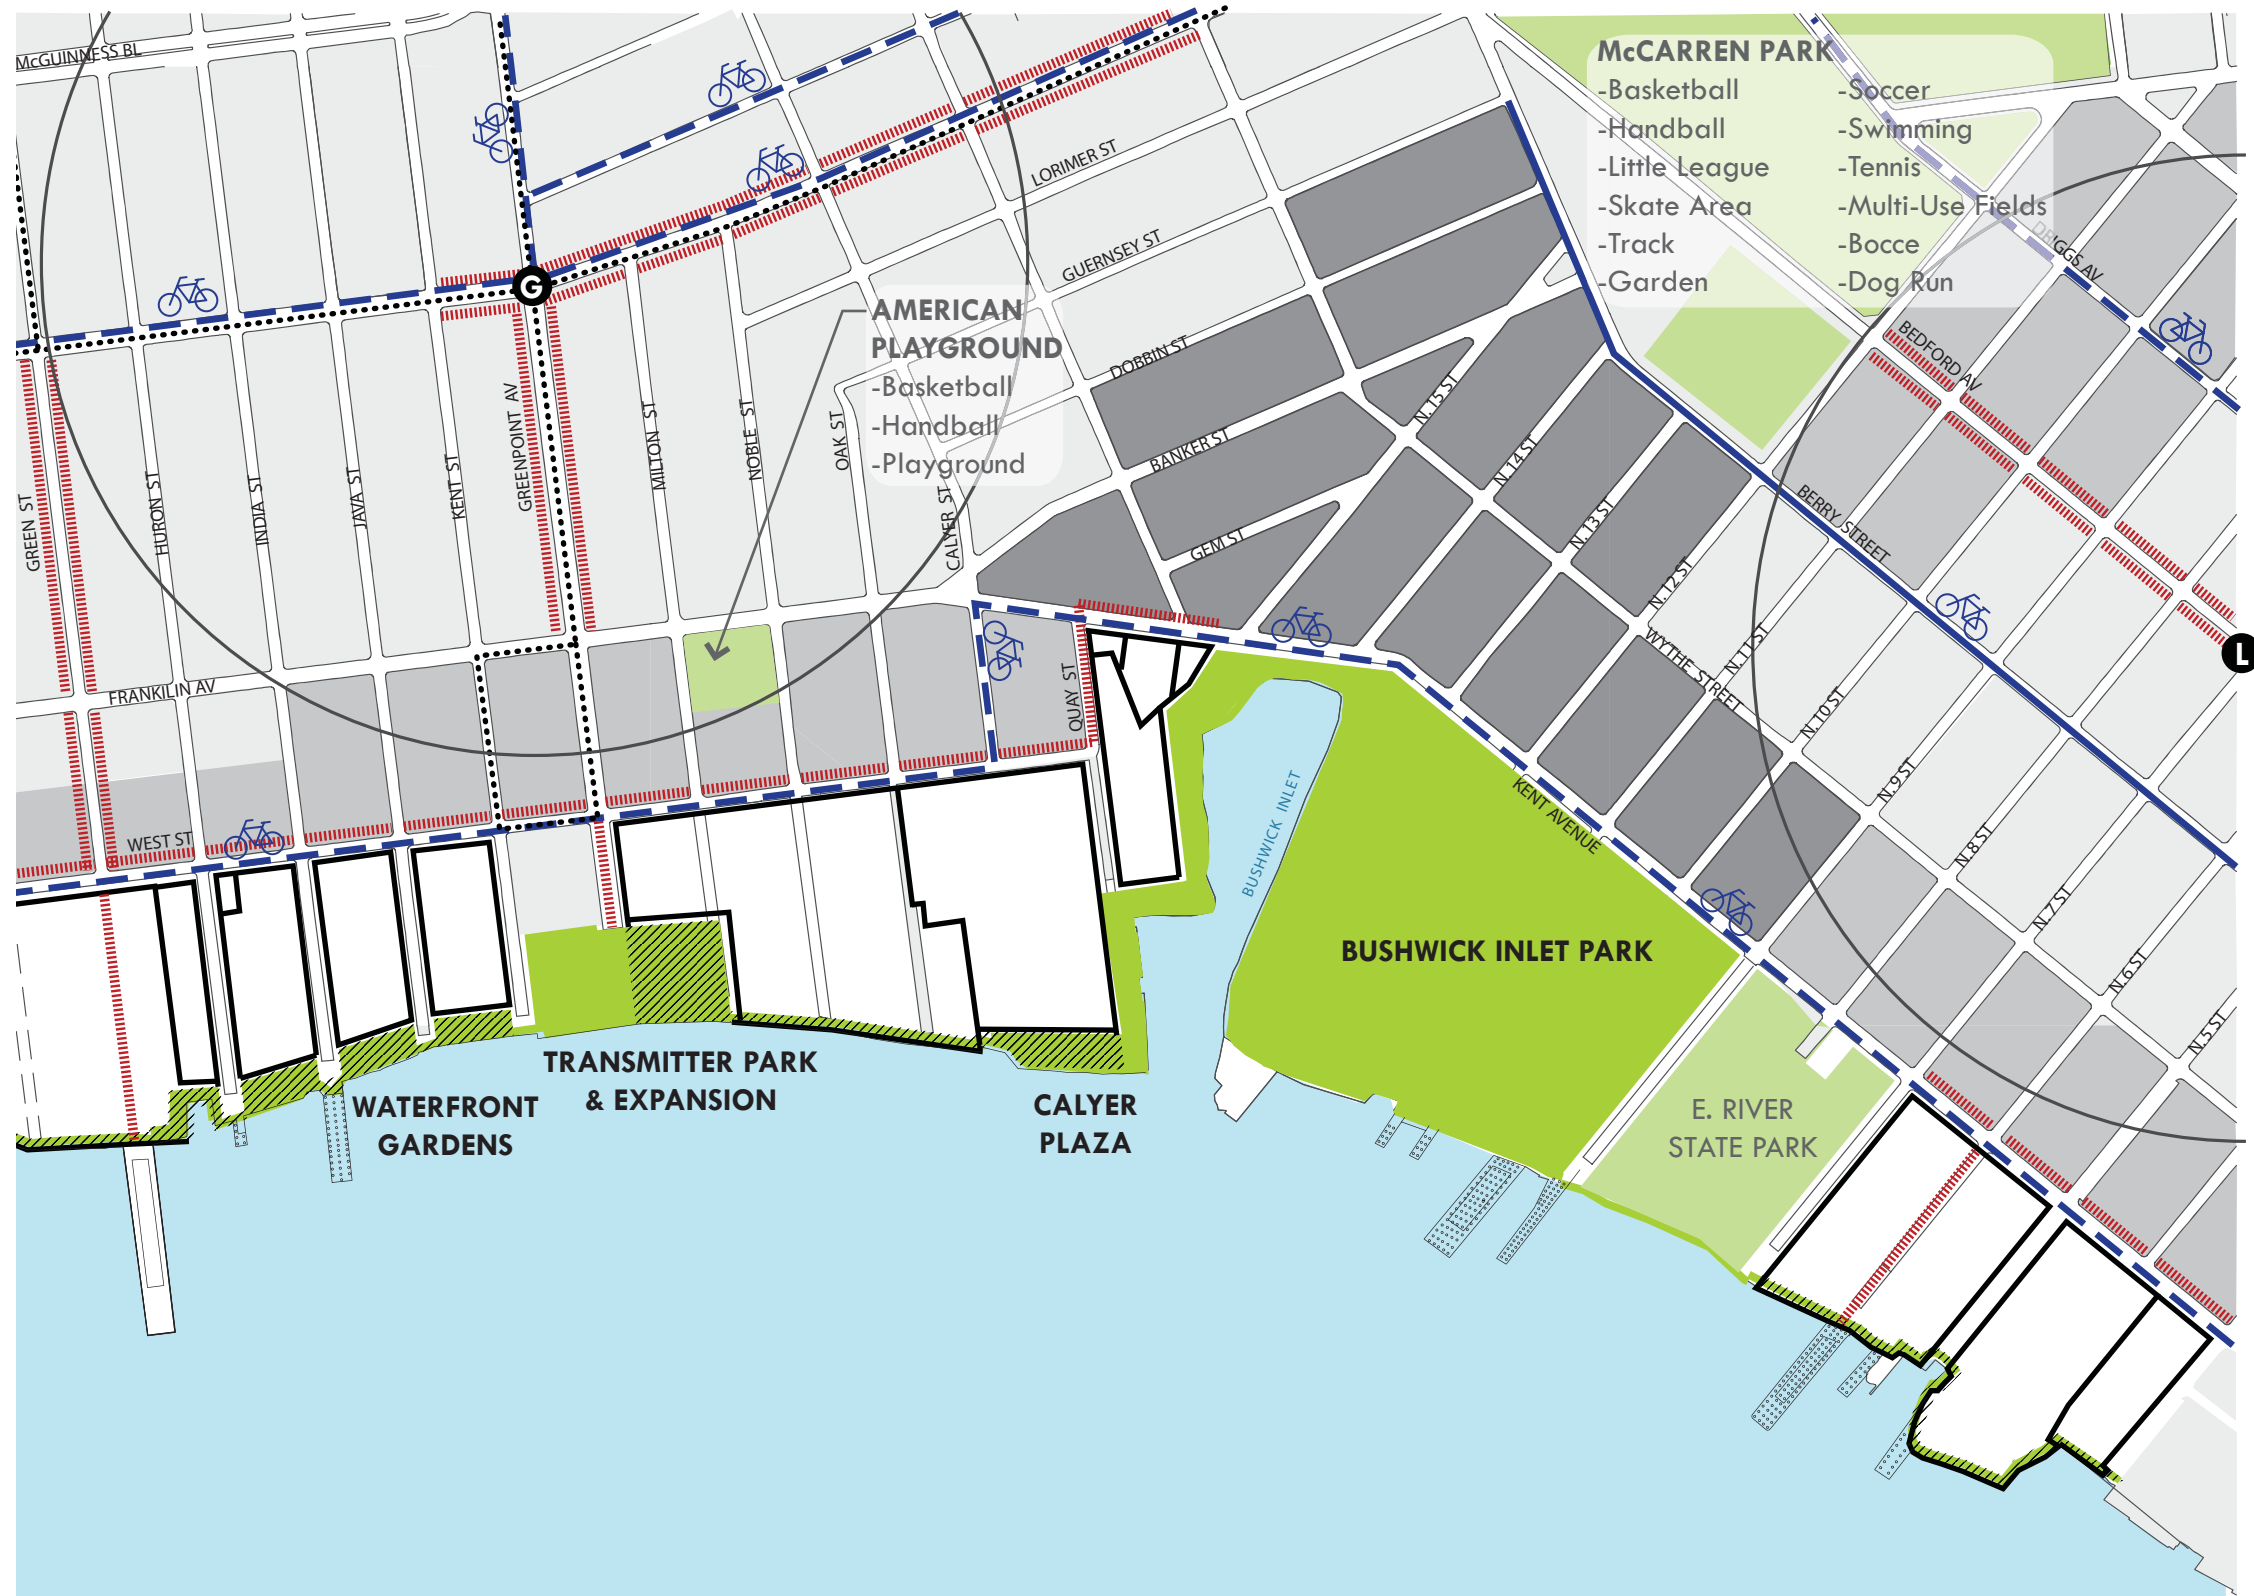 McGUINNESS BL
McCARREN PARK
-Basketball
-Handball
-Little League
-Skate Area
-Track
-Garden
-Soccer
-Swimming
-Tennis
-Multi-Use Fields
-Bocce
-Dog Run
DRIGGS AV
LORIMER ST
GUERNSEY ST
G
AMERICAN
PLAYGROUND
-Basketball
-Handball
-Playground
DOBBIN ST
BANKER ST
GEM ST
BEDFORD AV
BERRY STREET
L
GREEN ST
HURON ST
INDIA ST
JAVA ST
KENT ST
GREENPOINT AV
MILTON ST
NOBLE ST
OAK ST
CALYER ST
QUAY ST
N.15 ST
N.14 ST
N.13 ST
N.12 ST
N.11 ST
N.10 ST
N.9 ST
N.8 ST
N.7 ST
N.6 ST
N.5 ST
WYTHE STREET
KENT AVENUE
FRANKILIN AV
WEST ST
BUSHWICK INLET
BUSHWICK INLET PARK
TRANSMITTER PARK
& EXPANSION
WATERFRONT
GARDENS
CALYER
PLAZA
E. RIVER
STATE PARK